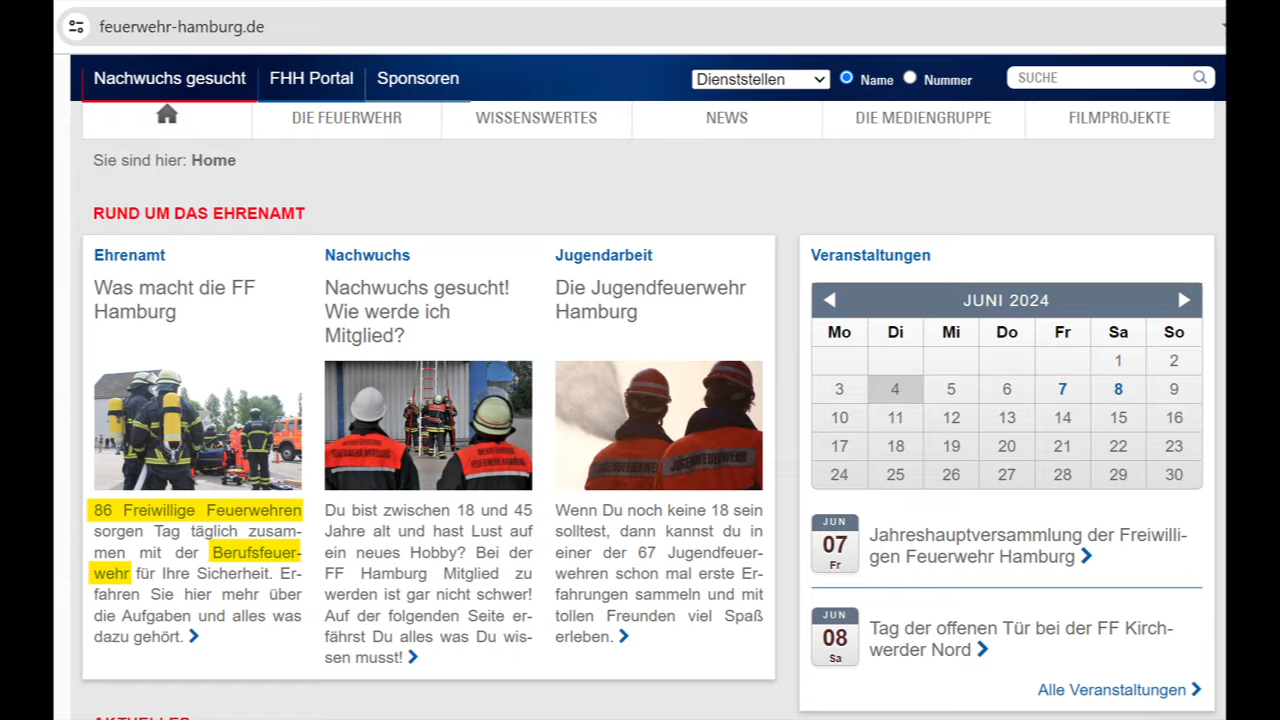 feuerwehr-hamburg.de
Nachwuchs gesucht FHH Portal Sponsoren Dienststellen Name Nummer SUCHE
DIE FEUERWEHR WISSENSWERTES NEWS DIE MEDIENGRUPPE FILMPROJEKTE
Sie sind hier: Home
RUND UM DAS EHRENAMT
Ehrenamt
Was macht die FF
Hamburg
86 Freiwillige Feuerwehren
sorgen Tag täglich zusam-
men mit der Berufsfeuer-
wehr für Ihre Sicherheit. Er-
fahren Sie hier mehr über
die Aufgaben und alles was
dazu gehört.
Nachwuchs
Nachwuchs gesucht!
Wie werde ich
Mitglied?
WEHRFÜHRUNG
FEUERWEHR HAMBURG
WEHRFÜHRUNG
FEUERWEHR HAMBURG
Du bist zwischen 18 und 45
Jahre alt und hast Lust auf
ein neues Hobby? Bei der
FF Hamburg Mitglied zu
werden ist gar nicht schwer!
Auf der folgenden Seite er-
fährst Du alles was Du wis-
sen musst!
Jugendarbeit
Die Jugendfeuerwehr
Hamburg
JUGENDFEUERWEHR
JUGENDFEUERWEHR
Wenn Du noch keine 18 sein
solltest, dann kannst du in
einer der 67 Jugendfeuer-
wehren schon mal erste Er-
fahrungen sammeln und mit
tollen Freunden viel Spaß
erleben.
Veranstaltungen
JUNI 2024
Mo Di Mi Do Fr Sa So
1 2
3 4 5 6 7 8 9
10 11 12 13 14 15 16
17 18 19 20 21 22 23
24 25 26 27 28 29 30
JUN
07
Fr
Jahreshauptversammlung der Freiwilli-
gen Feuerwehr Hamburg
JUN
08
Sa
Tag der offenen Tür bei der FF Kirch-
werder Nord
Alle Veranstaltungen
AKTUELLES